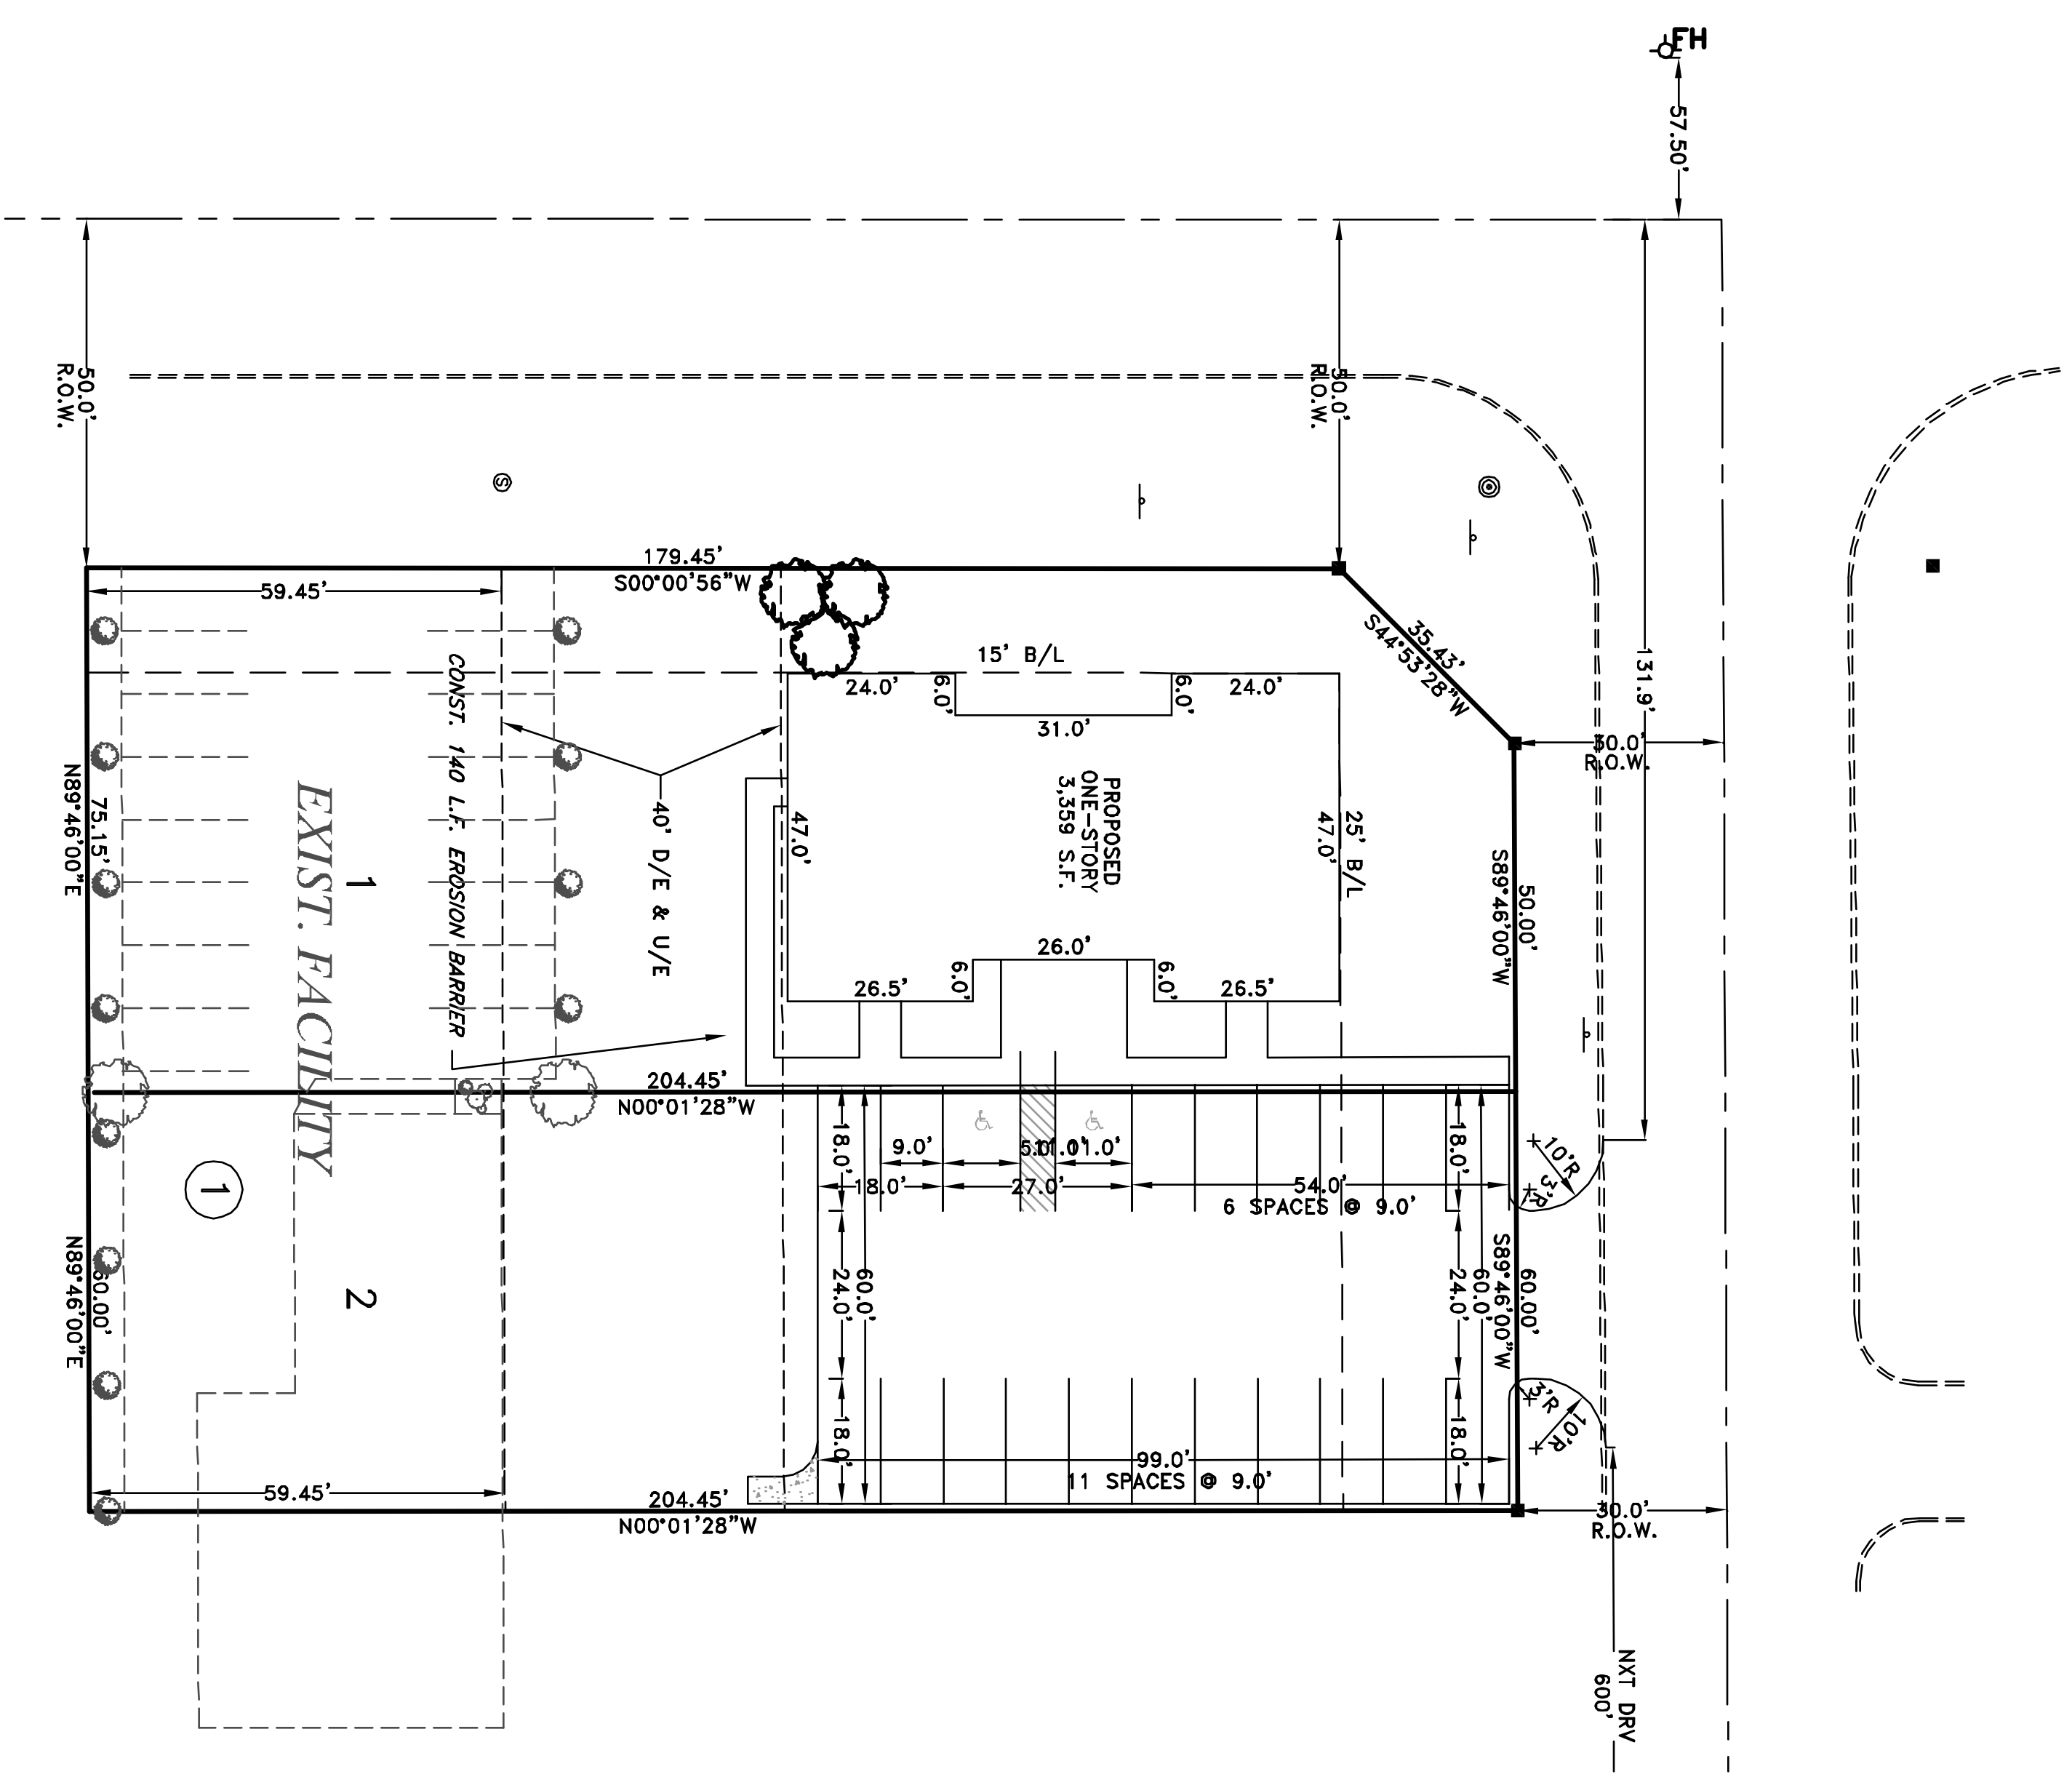 FH
57.50'
50.0'
R.O.W.
50.0'
R.O.W.
131.9'
179.45'
S00°00'56"W
59.45'
35.43'
S44°53'28"W
15' B/L
24.0'
6.0'
31.0'
6.0'
24.0'
30.0'
R.O.W.
CONST. 140 L.F. EROSION BARRIER
40' D/E & U/E
PROPOSED
ONE-STORY
3,359 S.F.
47.0'
47.0'
25' B/L
75.15'
N89°46'00"E
EXIST. FACILITY
1
50.00'
S89°46'00"W
26.0'
26.5'
6.0'
6.0'
26.5'
204.45'
N00°01'28"W
18.0'
9.0'
5.0'
11.0'
11.0'
18.0'
18.0'
27.0'
54.0'
6 SPACES @ 9.0'
10'R
3'R
1
2
60.00'
N89°46'00"E
24.0'
60.0'
24.0'
60.0'
60.00'
S89°46'00"W
18.0'
18.0'
3'R
10'R
99.0'
11 SPACES @ 9.0'
59.45'
204.45'
N00°01'28"W
30.0'
R.O.W.
NXT DRV
600'
S